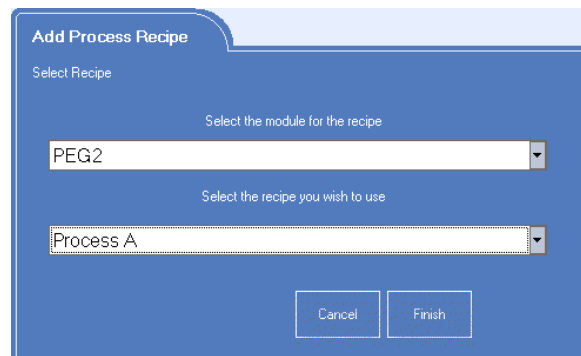 Add Process Recipe
Select Recipe
Select the module for the recipe
PEG2
Select the recipe you wish to use
Process A
Cancel Finish